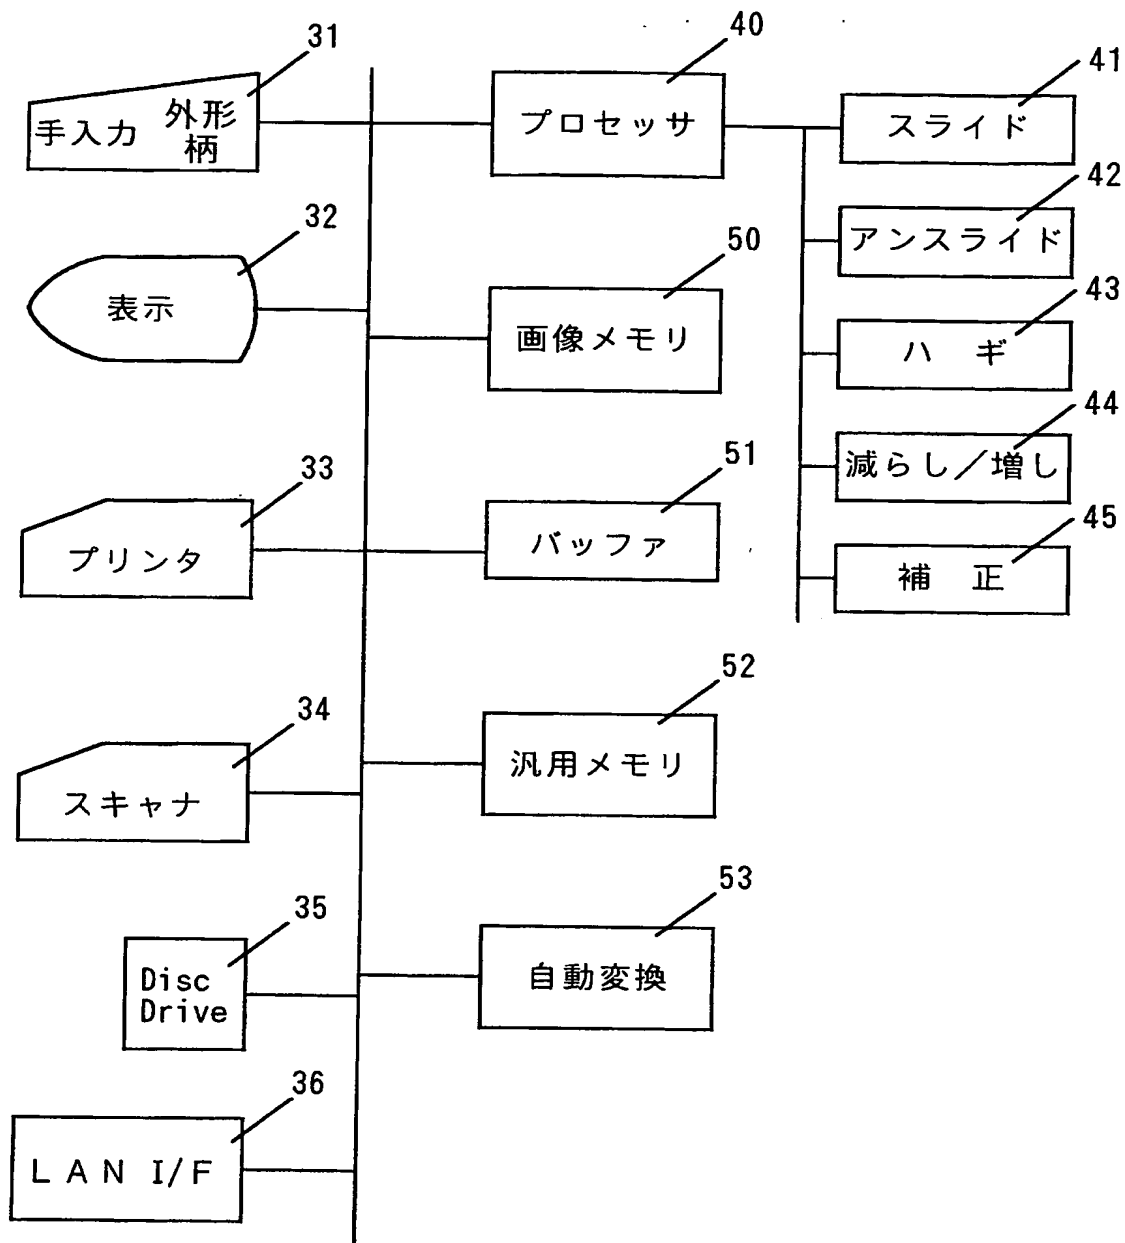 31
手入力 外形
柄
32
表示
33
プリンタ
34
スキャナ
35
Disc
Drive
36
LAN I/F
40
プロセッサ
50
画像メモリ
51
バッファ
52
汎用メモリ
53
自動変換
41
スライド
42
アンスライド
43
ハギ
44
減らし/増し
45
補正